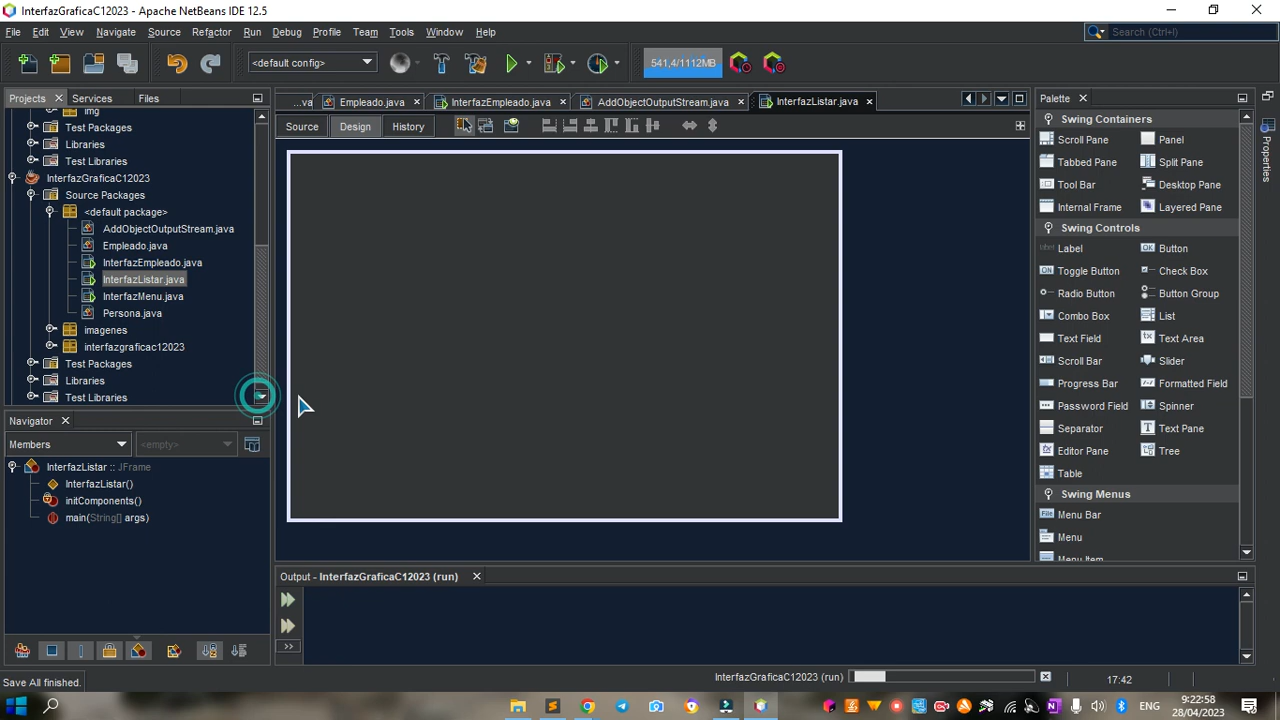 InterfazGraficaC12023 - Apache NetBeans IDE 12.5
File Edit View Navigate Source Refactor Run Debug Profile Team Tools Window Help
Search (Ctrl+I)
<default config>
541,4/1112MB
Projects Services Files
...va Empleado.java InterfazEmpleado.java AddObjectOutputStream.java InterfazListar.java
Source Design History
img
Test Packages
Libraries
Test Libraries
InterfazGraficaC12023
Source Packages
<default package>
AddObjectOutputStream.java
Empleado.java
InterfazEmpleado.java
InterfazListar.java
InterfazMenu.java
Persona.java
imagenes
interfazgraficac12023
Test Packages
Libraries
Test Libraries
Navigator
Members <empty>
InterfazListar :: JFrame
InterfazListar()
initComponents()
main(String[] args)
Palette
Swing Containers
Scroll Pane Panel
Tabbed Pane Split Pane
Tool Bar Desktop Pane
Internal Frame Layered Pane
Swing Controls
Label Button
Toggle Button Check Box
Radio Button Button Group
Combo Box List
Text Field Text Area
Scroll Bar Slider
Progress Bar Formatted Field
Password Field Spinner
Separator Text Pane
Editor Pane Tree
Table
Swing Menus
Menu Bar
Menu
Menu Item
Properties
Output - InterfazGraficaC12023 (run)
InterfazGraficaC12023 (run)
17:42
Save All finished.
ENG
9:22:58
28/04/2023